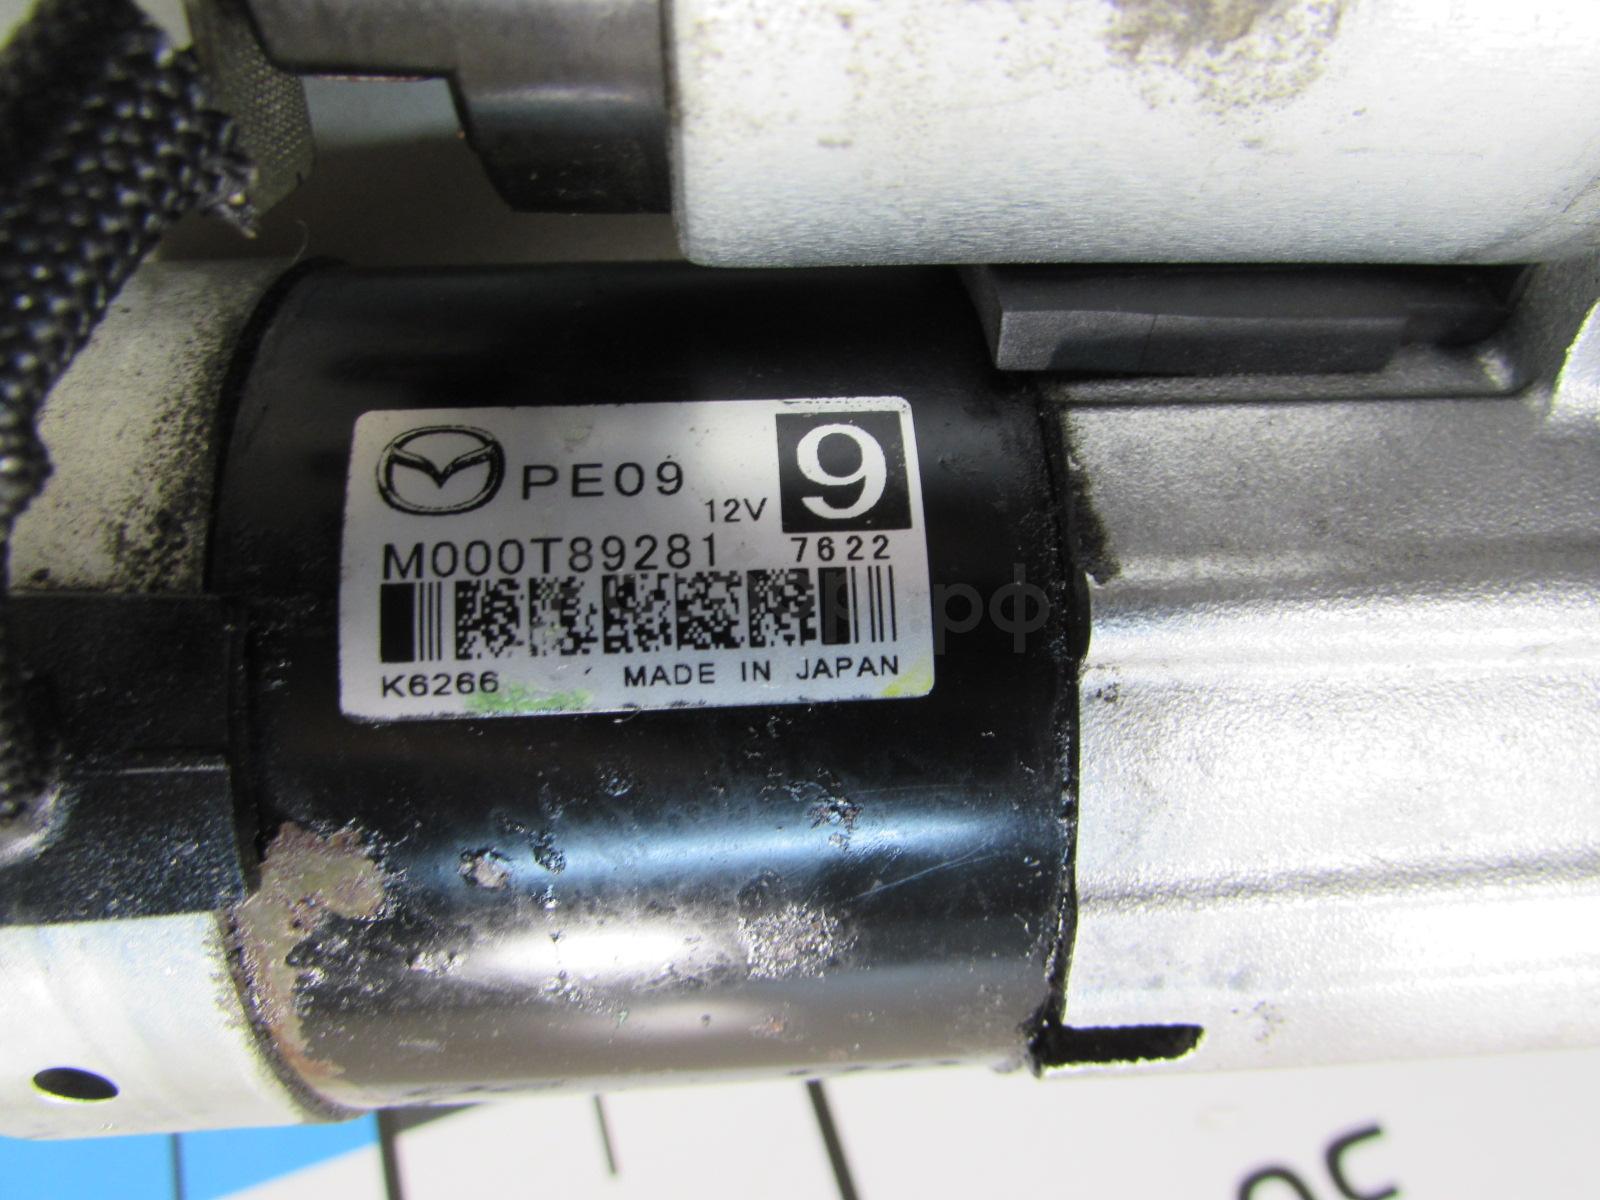 PE09
12V
9
M000T89281
7622
K6266
MADE IN JAPAN